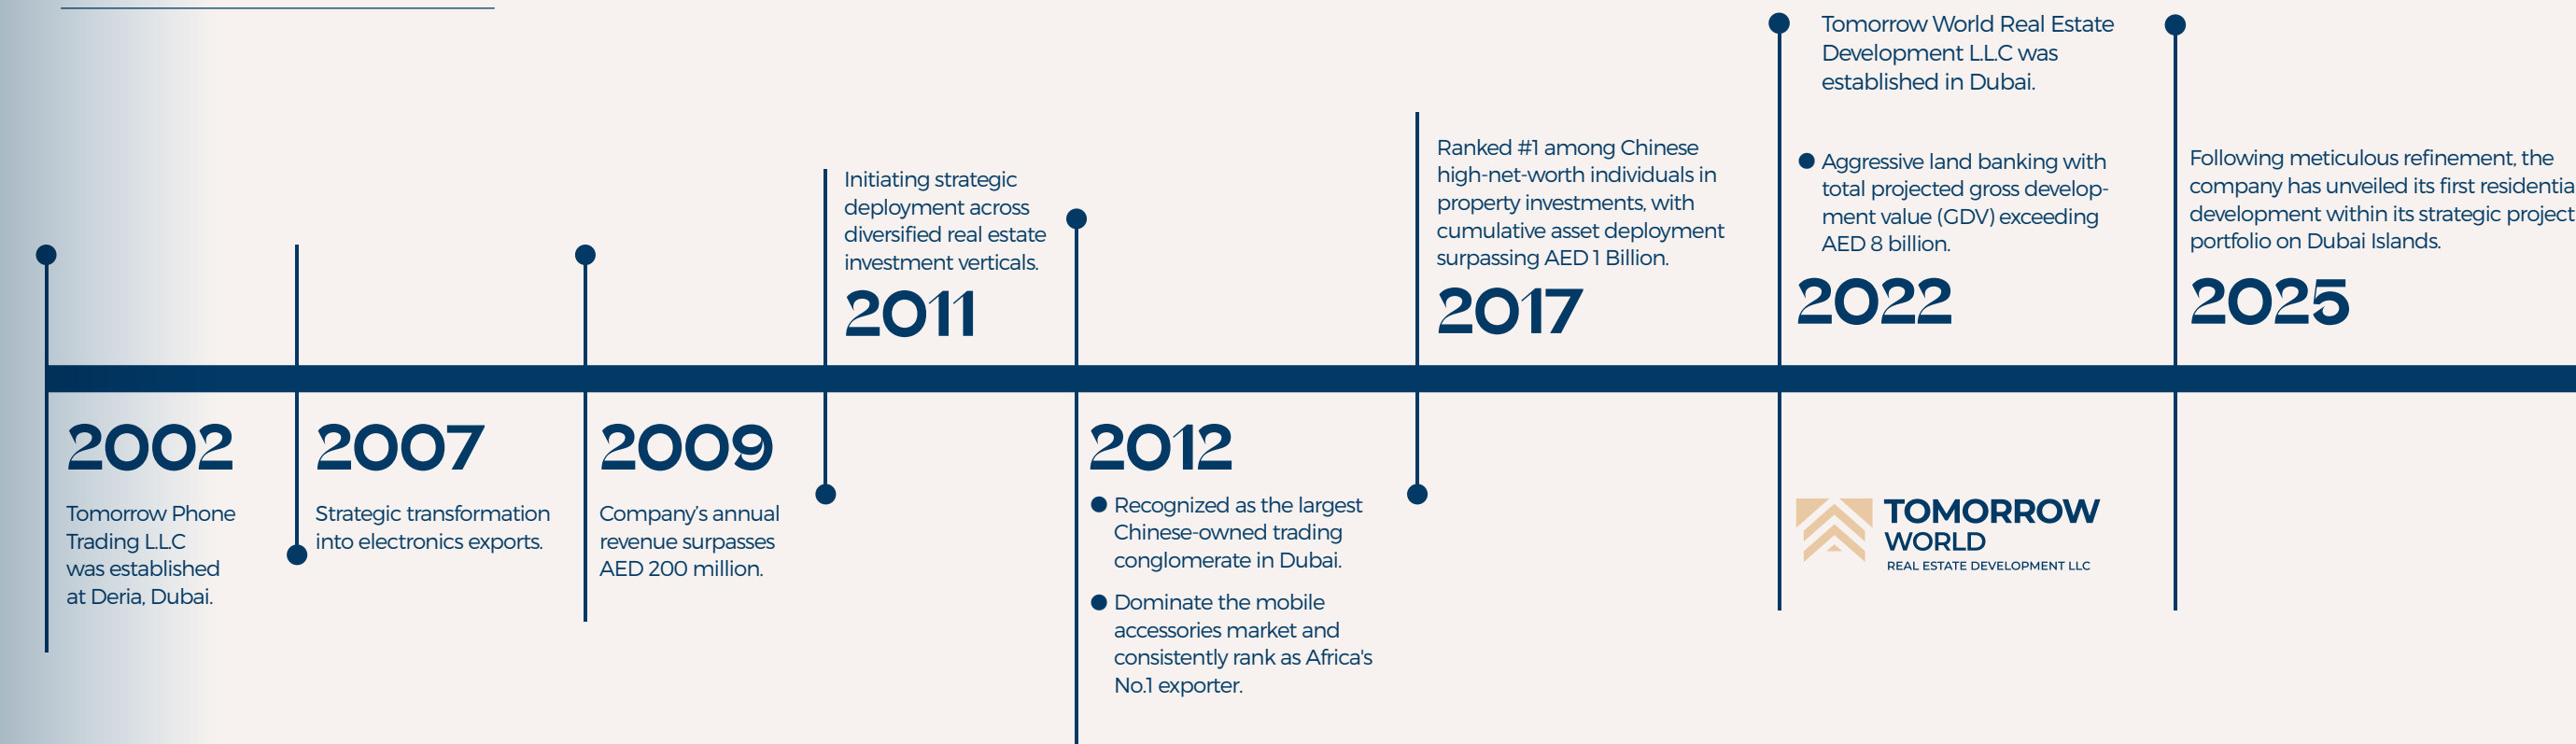 2002
Tomorrow Phone
Trading L.L.C
was established
at Deria, Dubai.
2007
Strategic transformation
into electronics exports.
2009
Company's annual
revenue surpasses
AED 200 million.
Initiating strategic
deployment across
diversified real estate
investment verticals.
2011
2012
Recognized as the largest
Chinese-owned trading
conglomerate in Dubai.
Dominate the mobile
accessories market and
consistently rank as Africa's
No.1 exporter.
Ranked #1 among Chinese
high-net-worth individuals in
property investments, with
cumulative asset deployment
surpassing AED 1 Billion.
2017
Tomorrow World Real Estate
Development L.L.C was
established in Dubai.
Aggressive land banking with
total projected gross develop-
ment value (GDV) exceeding
AED 8 billion.
2022
TOMORROW
WORLD
REAL ESTATE DEVELOPMENT LLC
Following meticulous refinement, the
company has unveiled its first residentia
development within its strategic project
portfolio on Dubai Islands.
2025